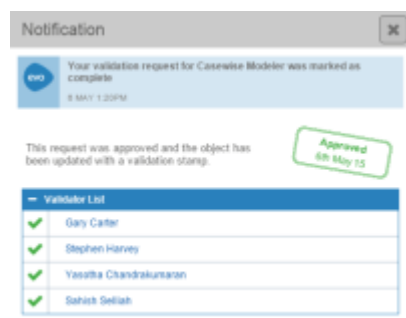 Notification
evo
Your validation request for Casewise Modeler was marked as
complete
6 MAY 1:20PM
This request was approved and the object has
been updated with a validation stamp.
Approved
6th May 15
Validator List
Gary Carter
Stephen Harvey
Yasotha Chandrakumaran
Sahish Selliah